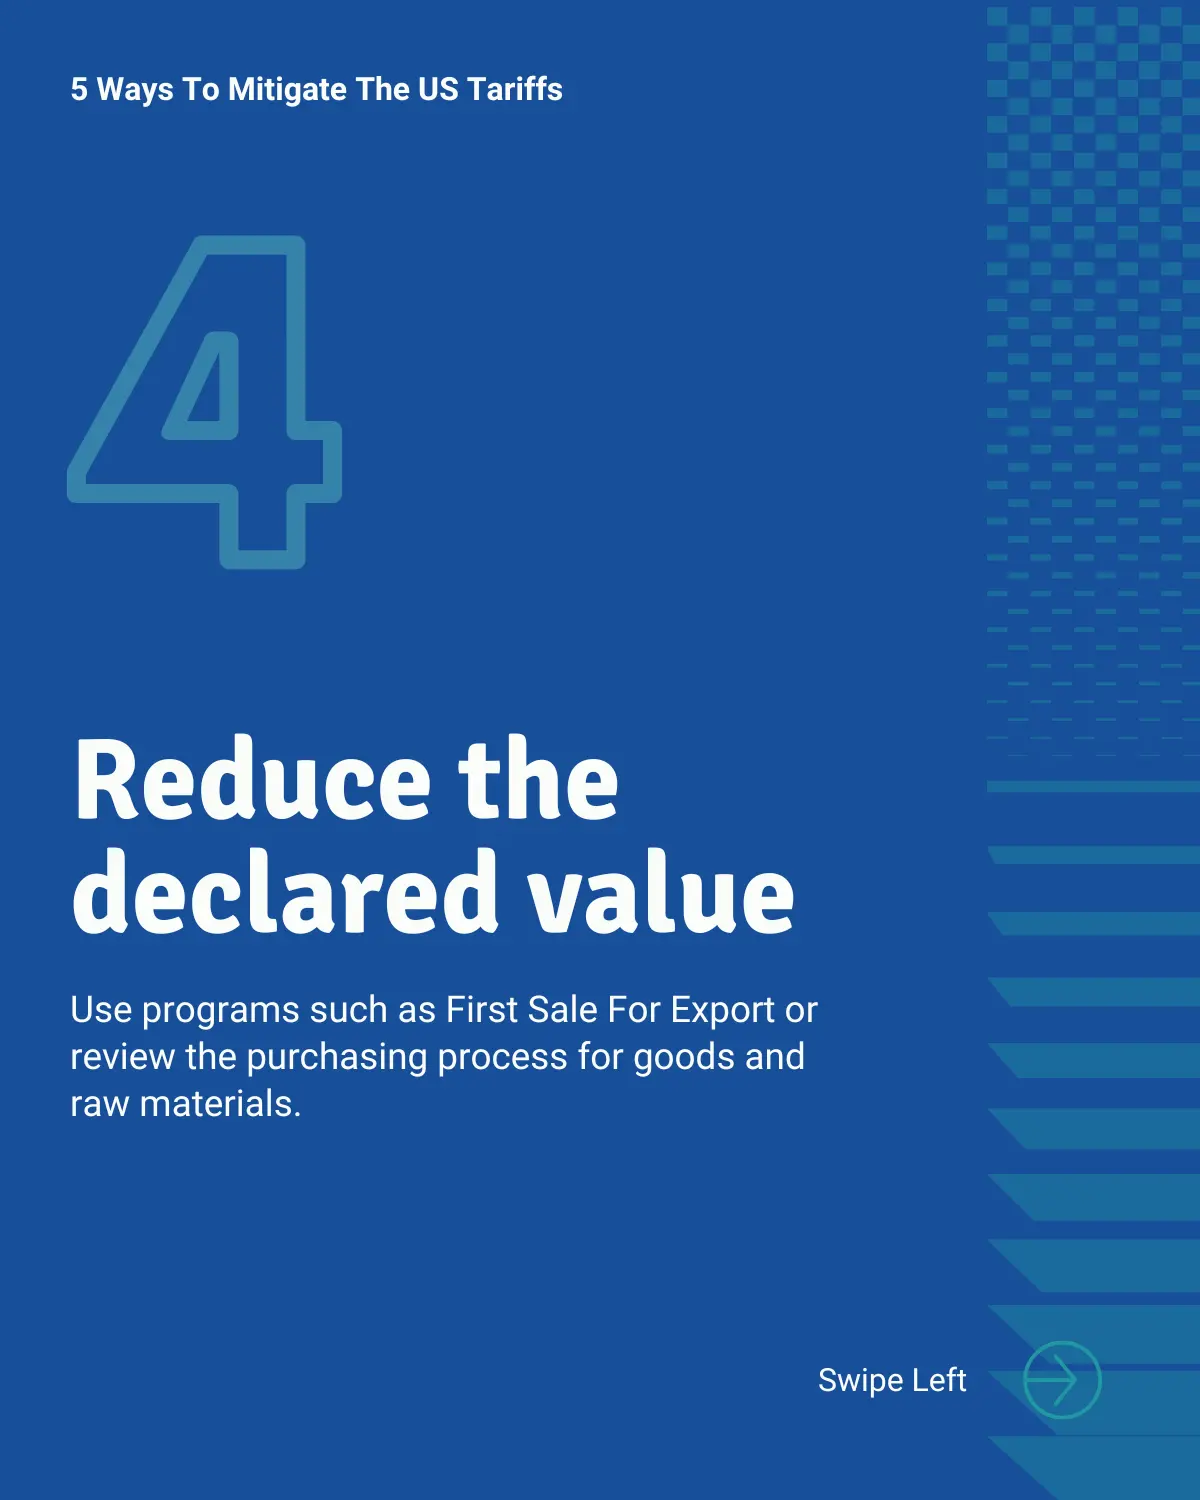 5 Ways To Mitigate The US Tariffs
4
Reduce the
declared value
Use programs such as First Sale For Export or
review the purchasing process for goods and
raw materials.
Swipe Left